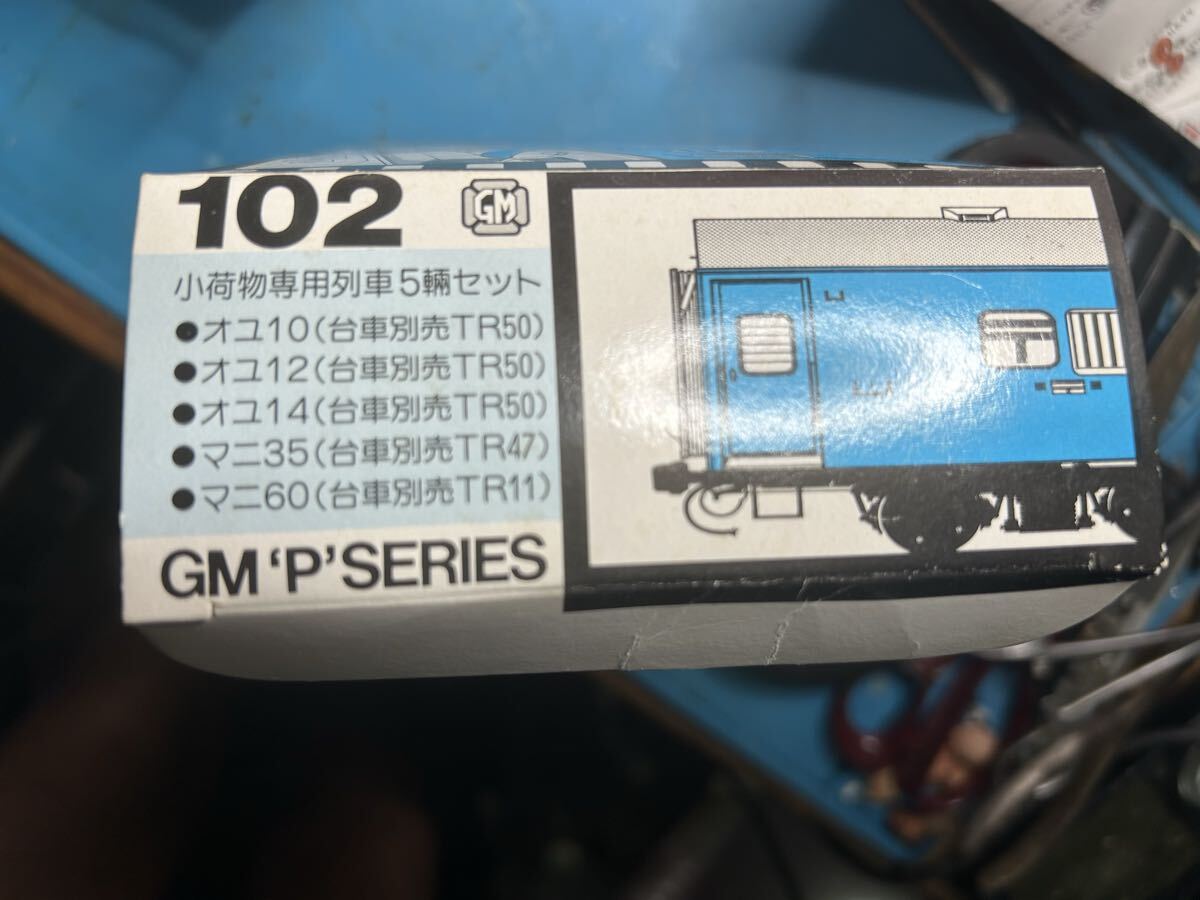 102
GM
小荷物専用列車5輛セット
●オユ10(台車別売TR50)
●オユ12(台車別売TR50)
●オユ14(台車別売TR50)
●マニ35(台車別売TR47)
●マニ60(台車別売TR11)
GM 'P' SERIES